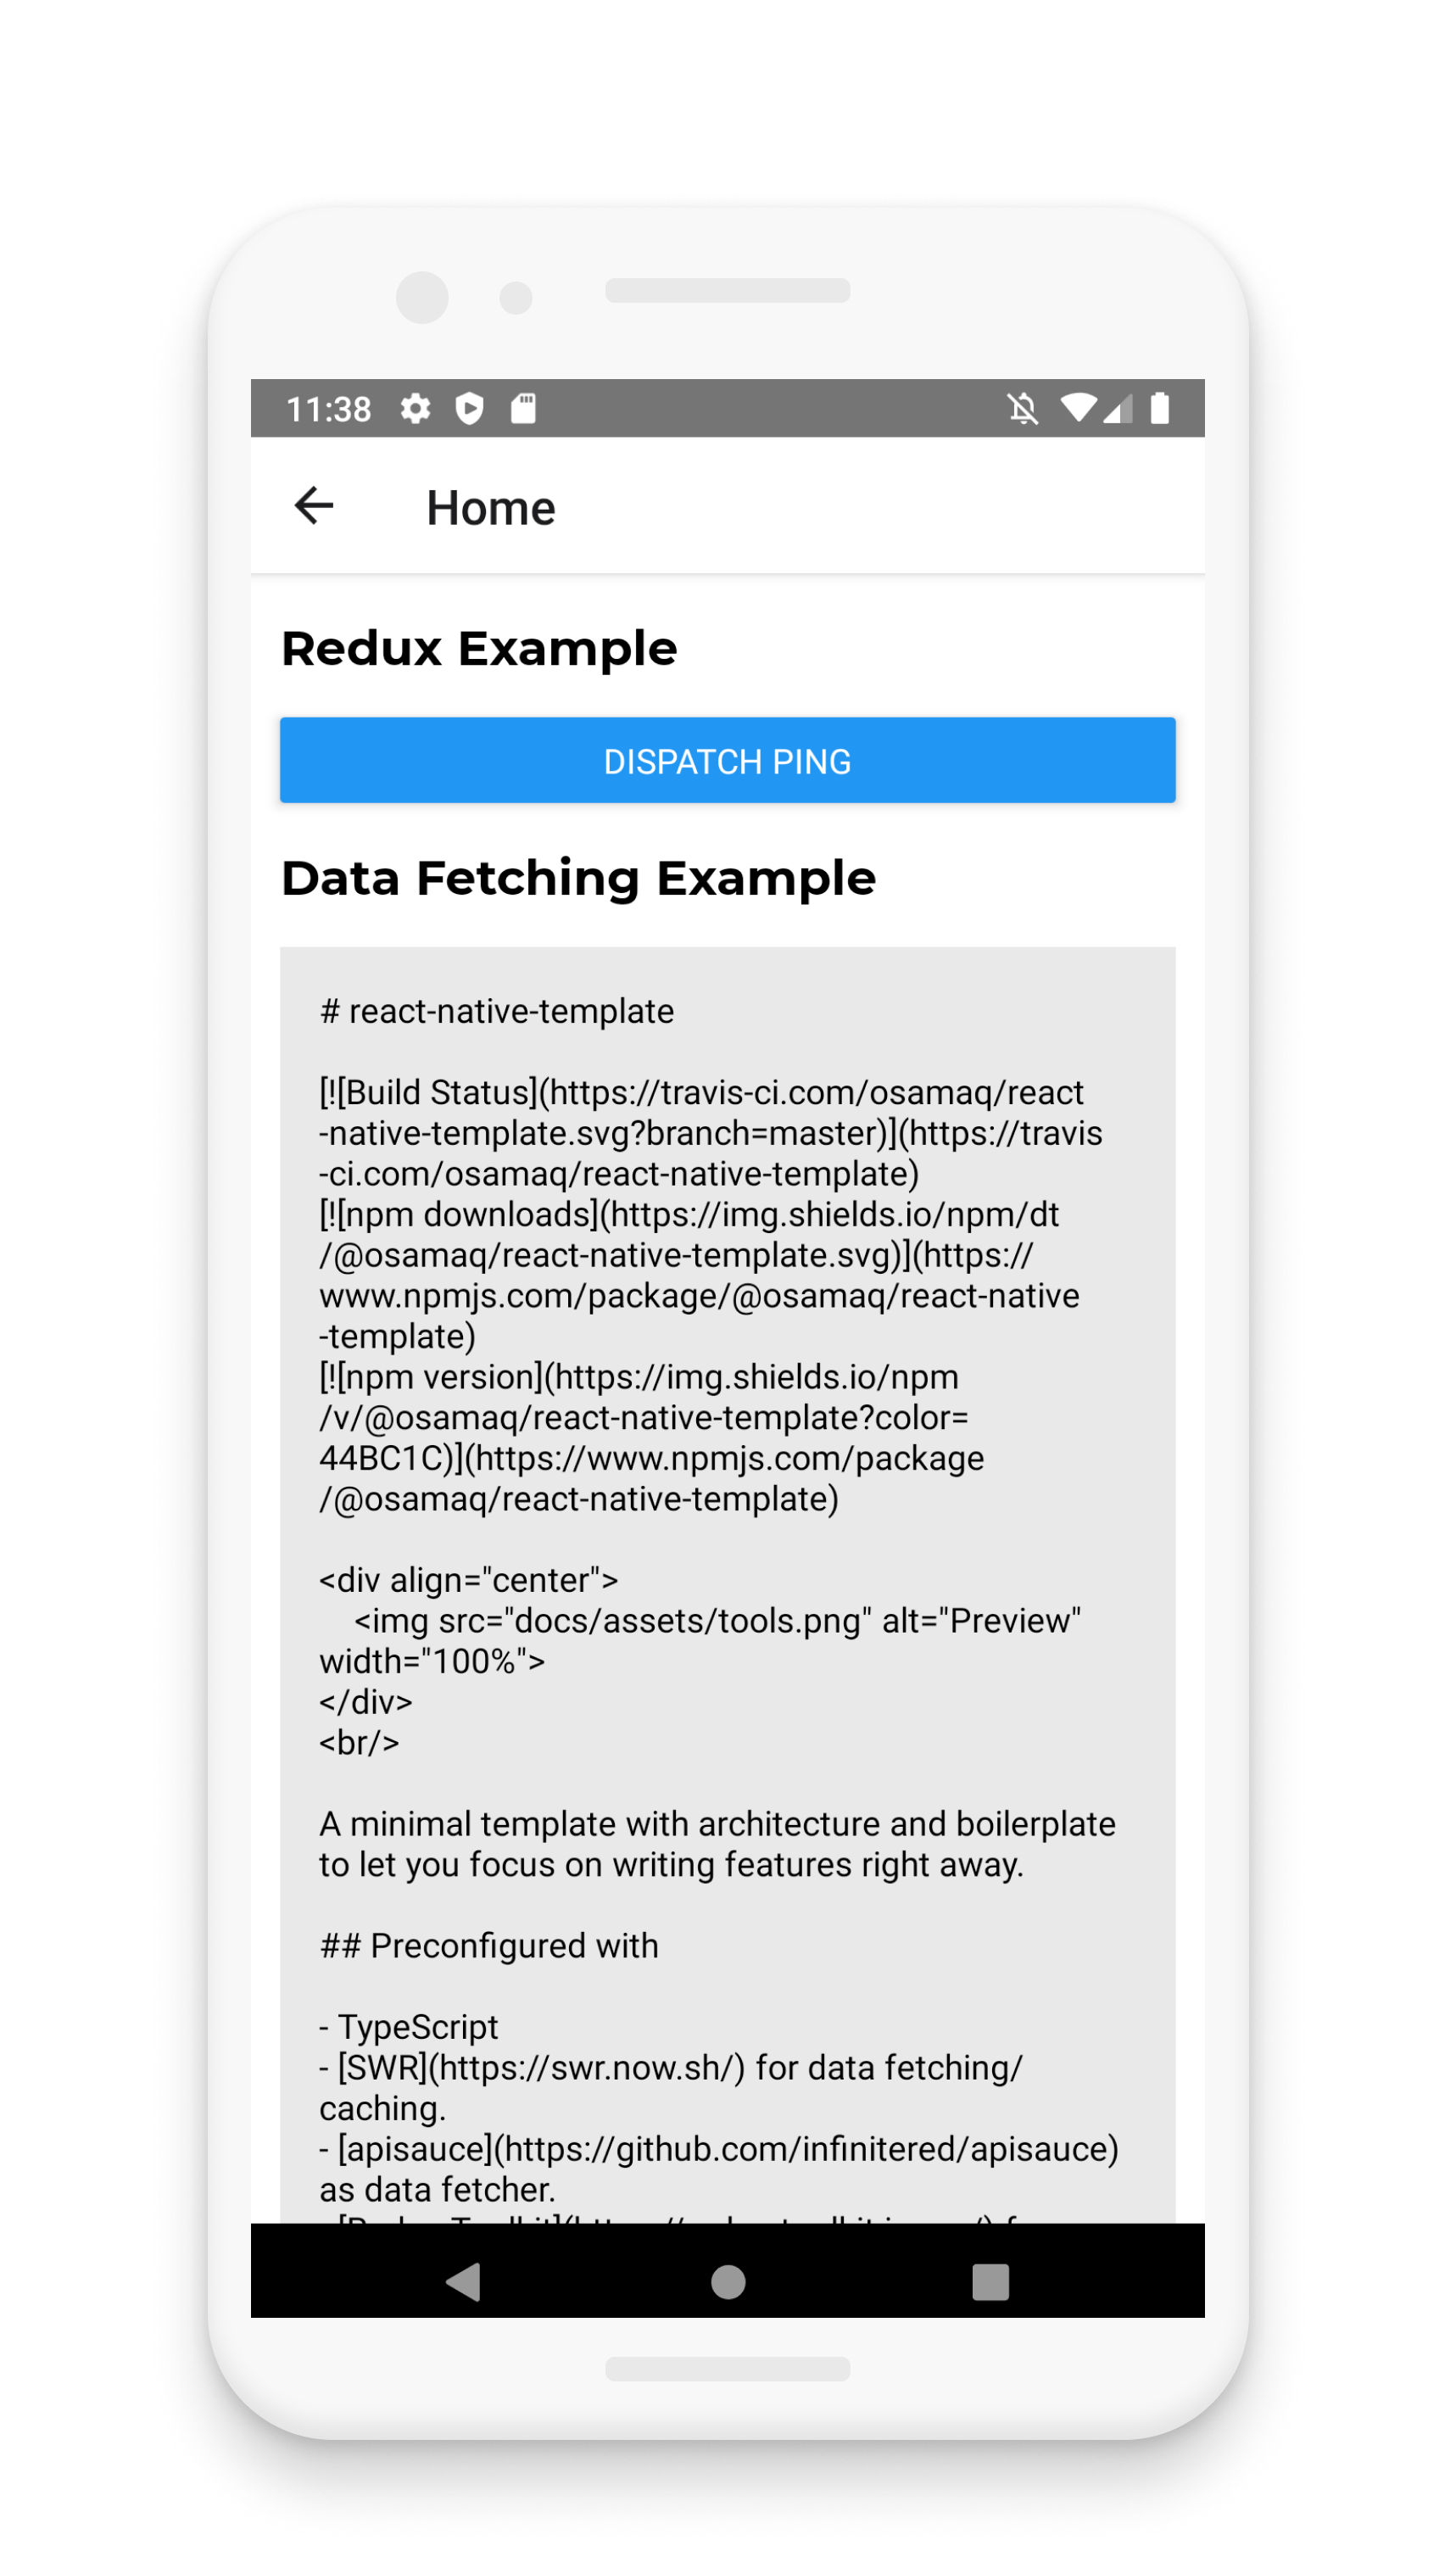 11:38
Home
Redux Example
DISPATCH PING
Data Fetching Example
# react-native-template
[![Build Status](https://travis-ci.com/osamaq/react
-native-template.svg?branch=master)](https://travis
-ci.com/osamaq/react-native-template)
[![npm downloads](https://img.shields.io/npm/dt
/@osamaq/react-native-template.svg)](https://
www.npmjs.com/package/@osamaq/react-native
-template)
[![npm version](https://img.shields.io/npm
/v/@osamaq/react-native-template?color=
44BC1C)](https://www.npmjs.com/package
/@osamaq/react-native-template)
<div align="center">
    <img src="docs/assets/tools.png" alt="Preview"
width="100%">
</div>
<br/>
A minimal template with architecture and boilerplate
to let you focus on writing features right away.
## Preconfigured with
- TypeScript
- [SWR](https://swr.now.sh/) for data fetching/
caching.
- [apisauce](https://github.com/infinitered/apisauce)
as data fetcher.